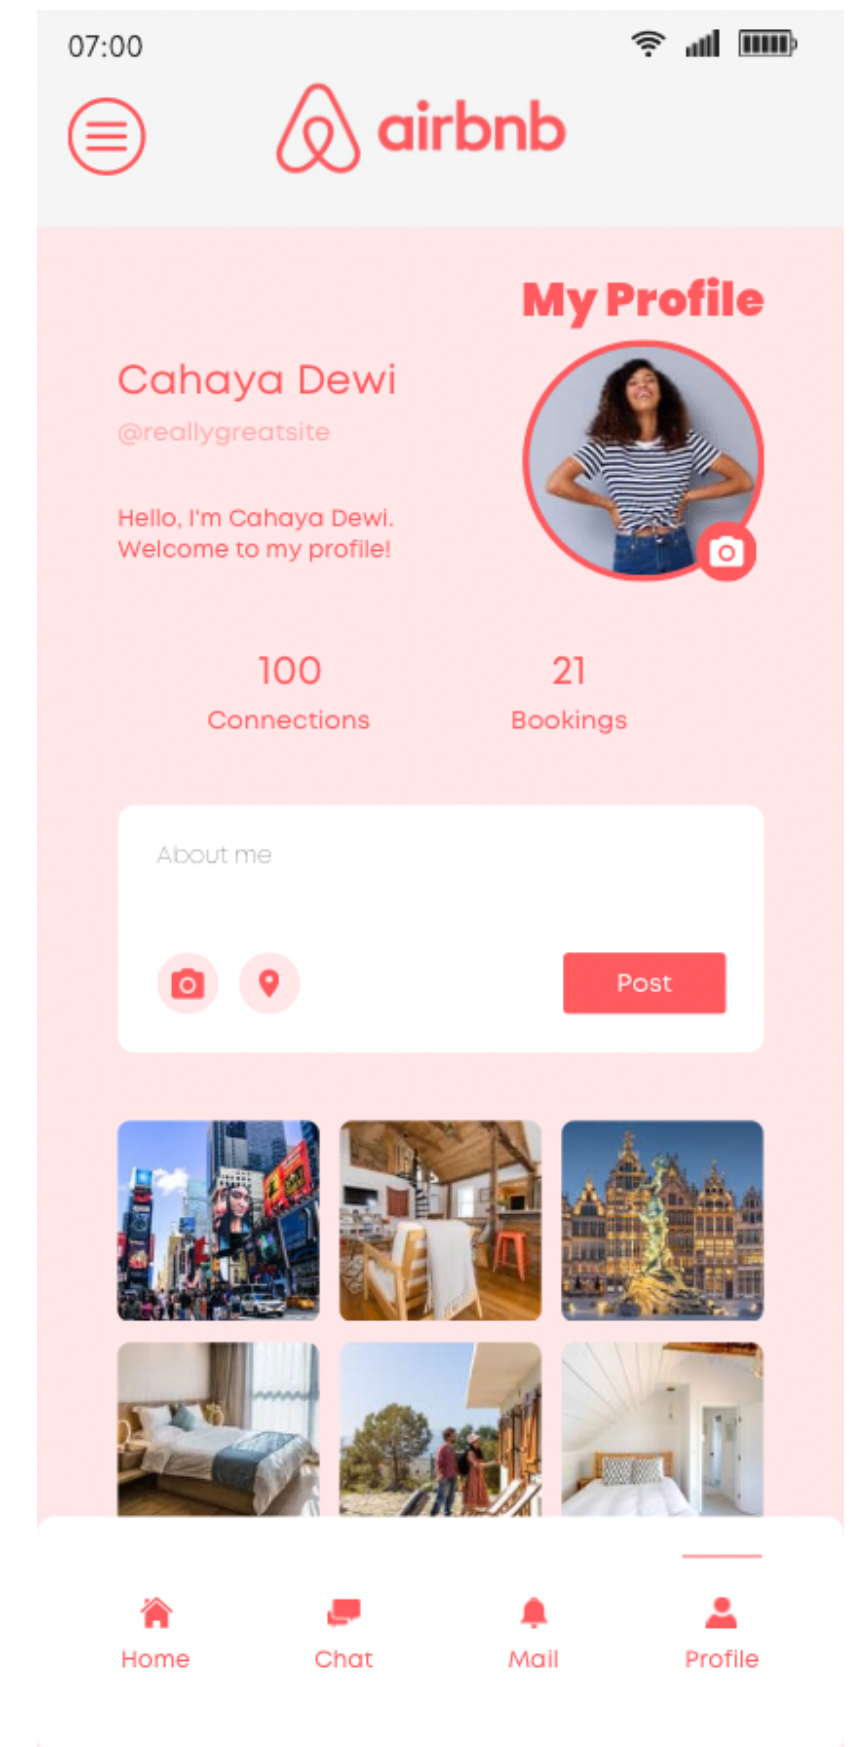 07:00
airbnb
My Profile
Cahaya Dewi
@reallygreatsite
Hello, I'm Cahaya Dewi.
Welcome to my profile!
100
Connections
21
Bookings
About me
Post
Home
Chat
Mail
Profile